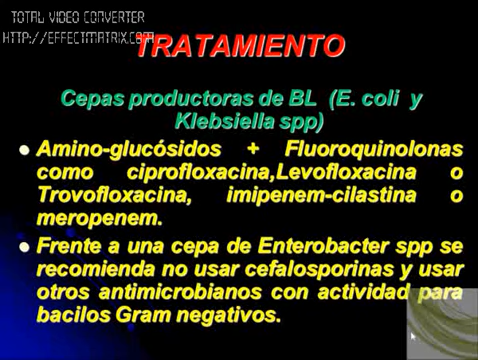 TOTAL VIDEO CONVERTER
HTTP://EFFECTMATRIX.COM
TRATAMIENTO
Cepas productoras de BL (E. coli y
Klebsiella spp)
Amino-glucósidos + Fluoroquinolonas
como ciprofloxacina,Levofloxacina o
Trovofloxacina, imipenem-cilastina o
meropenem.
Frente a una cepa de Enterobacter spp se
recomienda no usar cefalosporinas y usar
otros antimicrobianos con actividad para
bacilos Gram negativos.